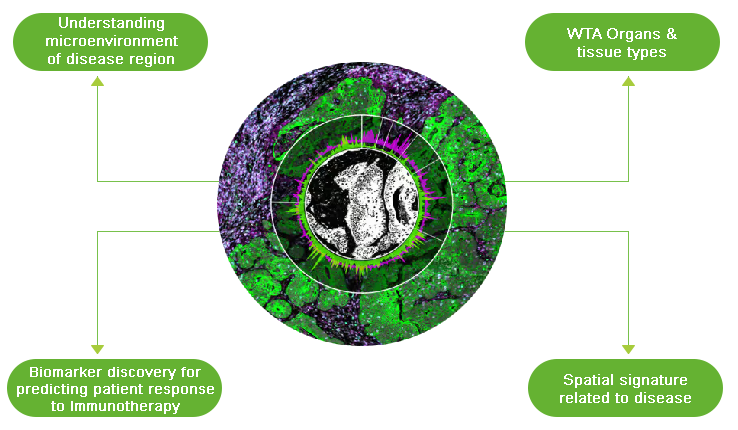 Understanding
microenvironment
of disease region
WTA Organs &
tissue types
Biomarker discovery for
predicting patient response
to Immunotherapy
Spatial signature
related to disease